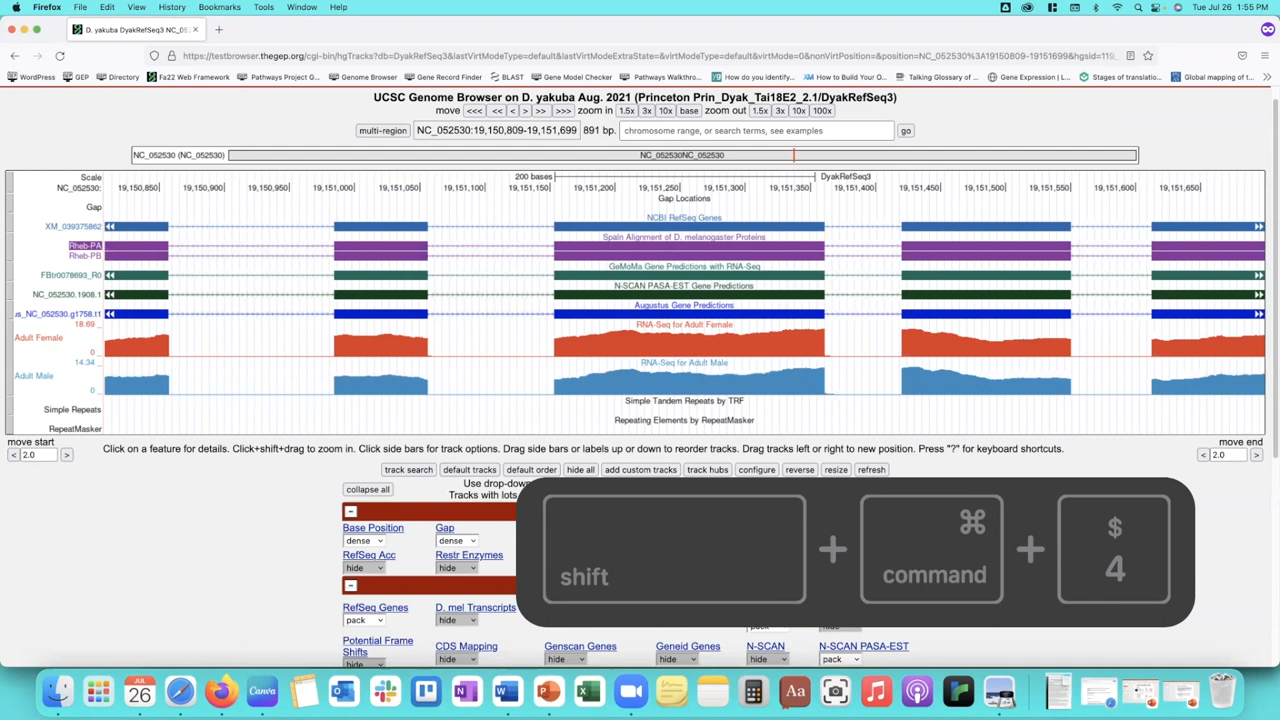 Firefox File Edit View History Bookmarks Tools Window Help Tue Jul 26 1:55 PM
D. yakuba DyakRefSeq3 NC_05: ×
https://testbrowser.thegep.org/cgi-bin/hgTracks?db=DyakRefSeq3&lastVirtModeType=default&lastVirtModeExtraState=&virtModeType=default&virtMode=0&nonVirtPosition=&position=NC_052530%3A19150809-19151699&hgsid=119
WordPress GEP Directory Fa22 Web Framework Pathways Project G... Genome Browser Gene Record Finder BLAST Gene Model Checker Pathways Walkthro... How do you identify... How to Build Your O... Talking Glossary of ... Gene Expression | L... Stages of translatio... Global mapping of t...
UCSC Genome Browser on D. yakuba Aug. 2021 (Princeton Prin_Dyak_Tai18E2_2.1/DyakRefSeq3)
move <<< << < > >> >>> zoom in 1.5x 3x 10x base zoom out 1.5x 3x 10x 100x
multi-region NC_052530:19,150,809-19,151,699 891 bp. chromosome range, or search terms, see examples go
NC_052530 (NC_052530) NC_052530NC_052530
Scale 200 bases DyakRefSeq3
NC_052530: 19,150,850 19,150,900 19,150,950 19,151,000 19,151,050 19,151,100 19,151,150 19,151,200 19,151,250 19,151,300 19,151,350 19,151,400 19,151,450 19,151,500 19,151,550 19,151,600 19,151,650
Gap Locations
Gap
NCBI RefSeq Genes
XM_039375862
Spaln Alignment of D. melanogaster Proteins
Rheb-PA
Rheb-PB
GeMoMa Gene Predictions with RNA-Seq
FBtr0078693_R0
N-SCAN PASA-EST Gene Predictions
NC_052530.1908.1
Augustus Gene Predictions
us_NC_052530.g1758.t1
RNA-Seq for Adult Female
18.69
Adult Female
0
RNA-Seq for Adult Male
14.34
Adult Male
0
Simple Tandem Repeats by TRF
Simple Repeats
Repeating Elements by RepeatMasker
RepeatMasker
move start Click on a feature for details. Click+shift+drag to zoom in. Click side bars for track options. Drag side bars or labels up or down to reorder tracks. Drag tracks left or right to new position. Press "?" for keyboard shortcuts. move end
< 2.0 > < 2.0 >
track search default tracks default order hide all add custom tracks track hubs configure reverse resize refresh
collapse all Use drop-down
Tracks with lots
-
Base Position Gap
dense dense
RefSeq Acc Restr Enzymes
hide hide
-
RefSeq Genes D. mel Transcripts
pack hide
Potential Frame Shifts CDS Mapping Genscan Genes Geneid Genes N-SCAN N-SCAN PASA-EST
hide hide hide hide hide pack
shift + ⌘ command + $ 4
JUL
26
Aa